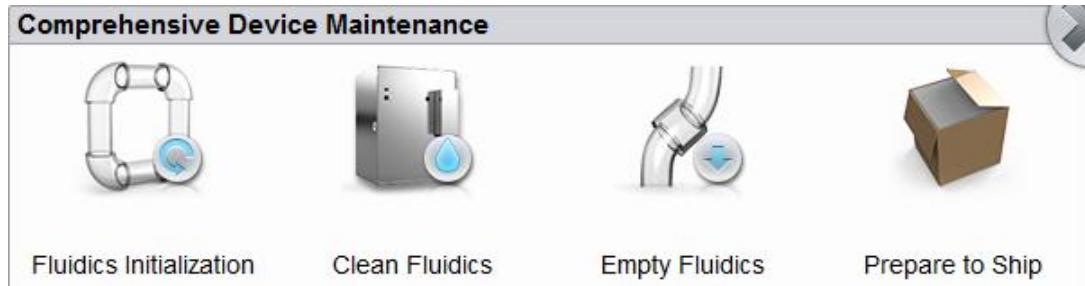 Comprehensive Device Maintenance
Fluidics Initialization
Clean Fluidics
Empty Fluidics
Prepare to Ship